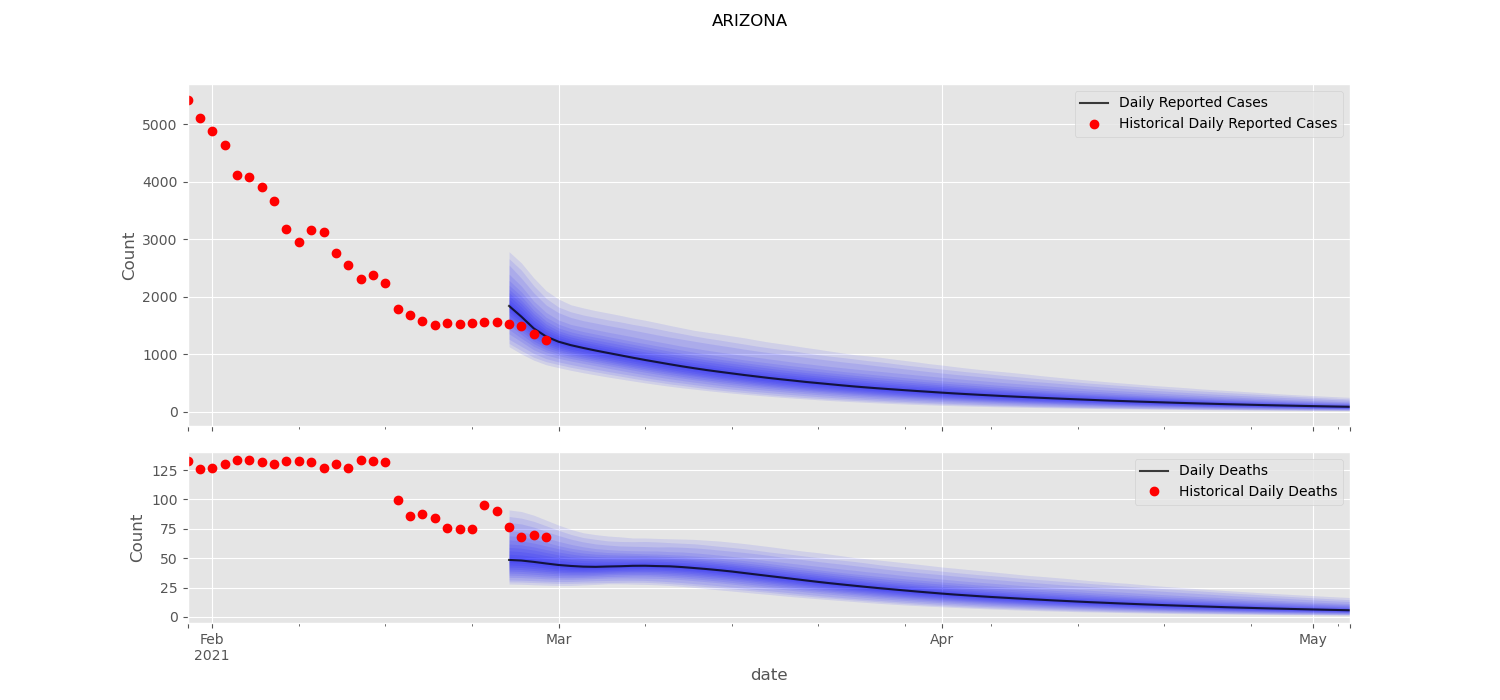 ARIZONA
Count
5000
4000
3000
2000
1000
0
Daily Reported Cases
Historical Daily Reported Cases
Count
125
100
75
50
25
0
Daily Deaths
Historical Daily Deaths
Feb
2021
Mar
Apr
May
date